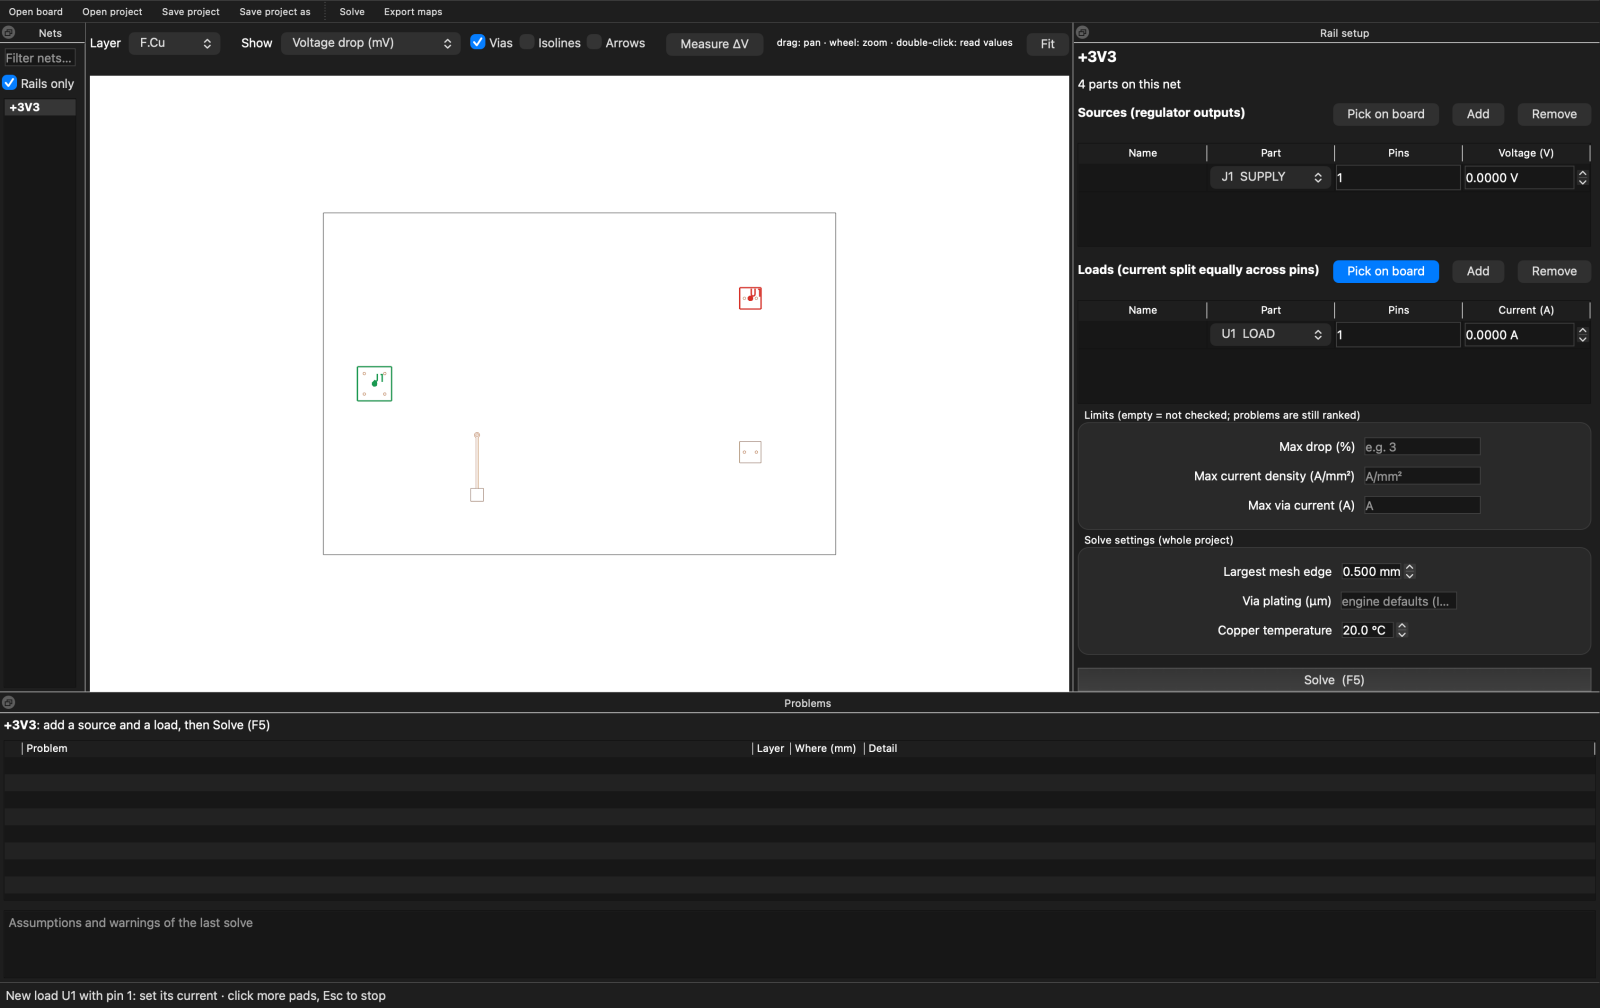 Open board Open project Save project Save project as Solve Export maps
Nets
Filter nets...
Rails only
+3V3
Layer F.Cu Show Voltage drop (mV) Vias Isolines Arrows Measure ΔV drag: pan · wheel: zoom · double-click: read values Fit
U1
J1
Rail setup
+3V3
4 parts on this net
Sources (regulator outputs) Pick on board Add Remove
Name Part Pins Voltage (V)
J1 SUPPLY 1 0.0000 V
Loads (current split equally across pins) Pick on board Add Remove
Name Part Pins Current (A)
U1 LOAD 1 0.0000 A
Limits (empty = not checked; problems are still ranked)
Max drop (%) e.g. 3
Max current density (A/mm²) A/mm²
Max via current (A) A
Solve settings (whole project)
Largest mesh edge 0.500 mm
Via plating (µm) engine defaults (I...
Copper temperature 20.0 °C
Solve (F5)
Problems
+3V3: add a source and a load, then Solve (F5)
Problem Layer Where (mm) Detail
Assumptions and warnings of the last solve
New load U1 with pin 1: set its current · click more pads, Esc to stop